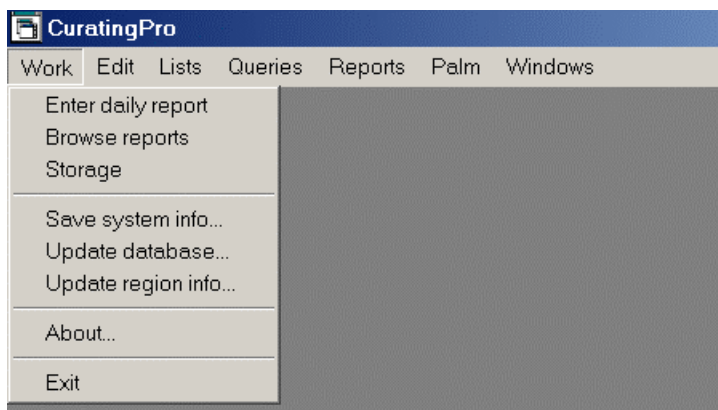 CuratingPro
Work Edit Lists Queries Reports Palm Windows
Enter daily report
Browse reports
Storage
Save system info...
Update database...
Update region info...
About...
Exit